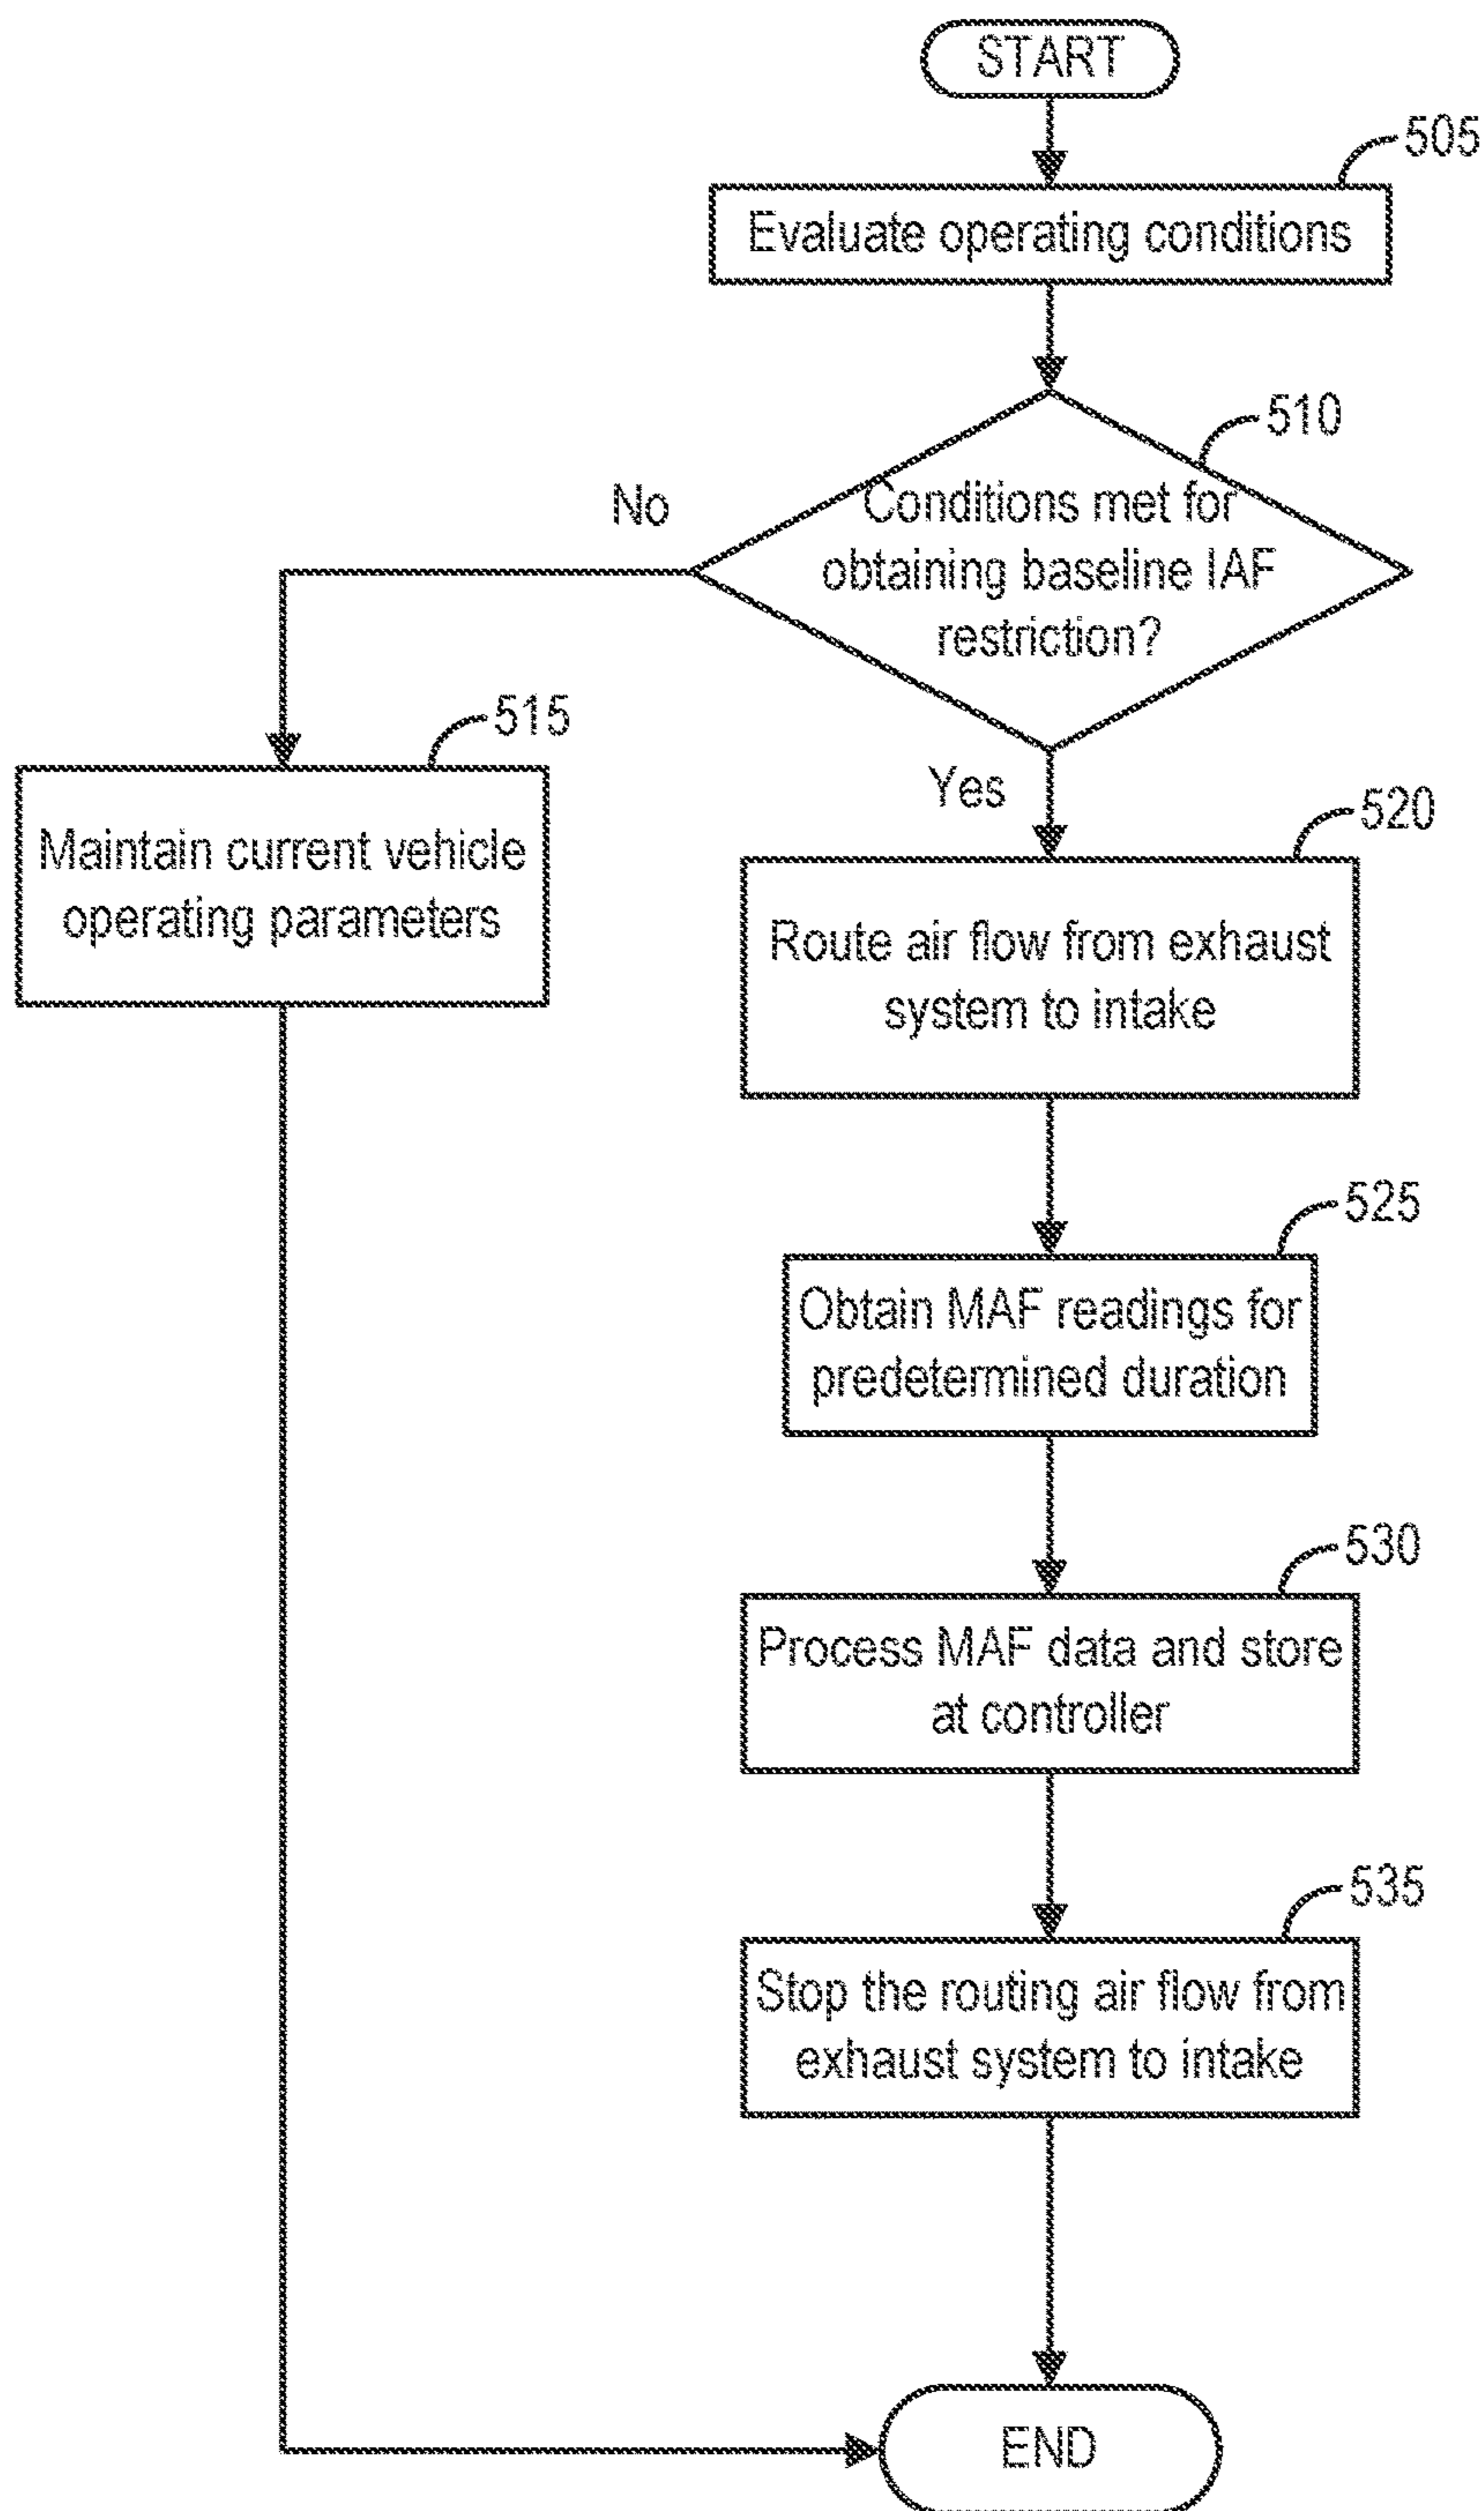 START
505
Evaluate operating conditions
510
No
Conditions met for
obtaining baseline IAF
restriction?
515
Yes
Maintain current vehicle
operating parameters
520
Route air flow from exhaust
system to intake
525
Obtain MAF readings for
predetermined duration
530
Process MAF data and store
at controller
535
Stop the routing air flow from
exhaust system to intake
END